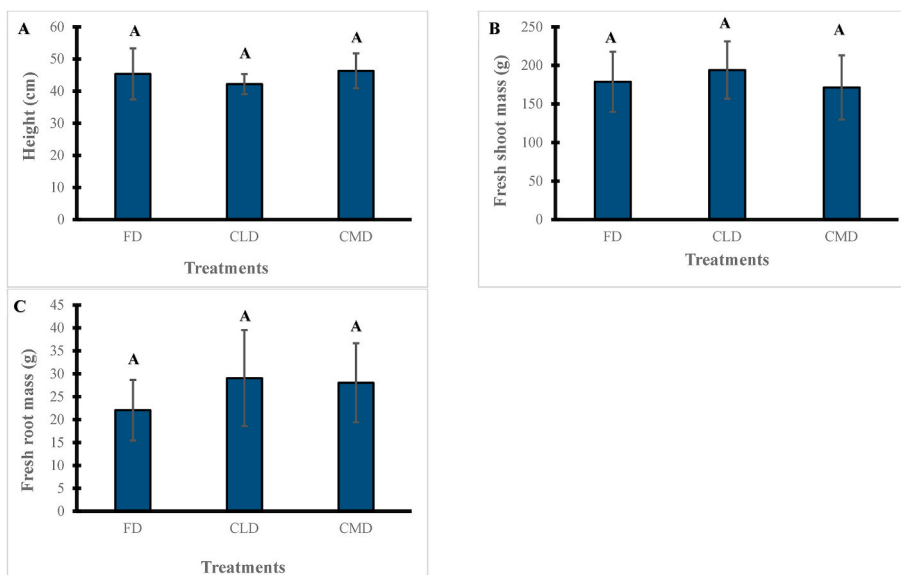 A
Height (cm)
60
50
40
30
20
10
0
A
A
A
FD
CLD
CMD
Treatments
B
Fresh shoot mass (g)
250
200
150
100
50
0
A
A
A
FD
CLD
CMD
Treatments
C
Fresh root mass (g)
45
40
35
30
25
20
15
10
5
0
A
A
A
FD
CLD
CMD
Treatments